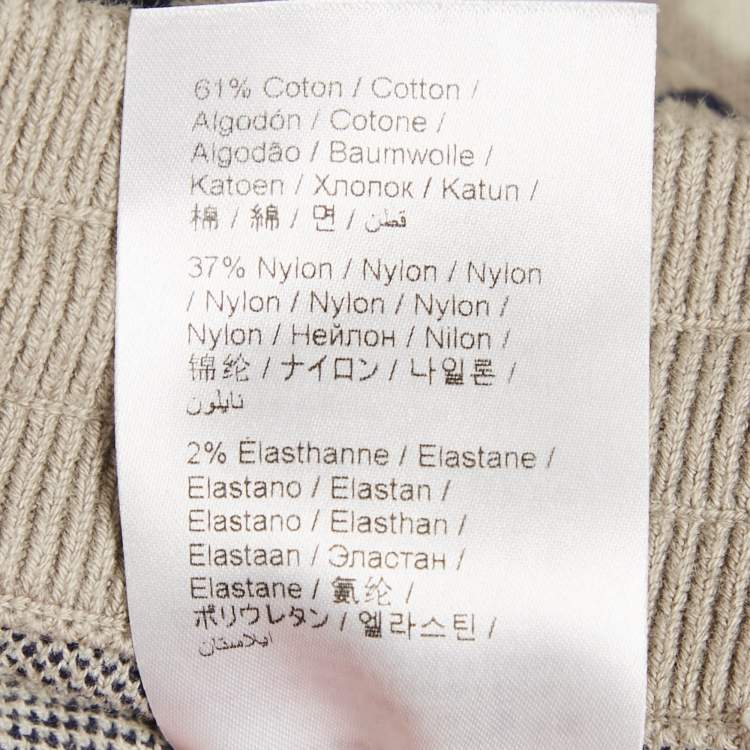 61% Coton / Cotton /
Algodón / Cotone /
Algodão / Baumwolle /
Katoen / Хлопок / Katun /
棉 / 綿 / 면 / قطن
37% Nylon / Nylon / Nylon
/ Nylon / Nylon / Nylon /
Nylon / Нейлон / Nilon /
锦纶 / ナイロン / 나일론 /
نايلون
2% Élasthanne / Elastane /
Elastano / Elastan /
Elastano / Elasthan /
Elastaan / Эластан /
Elastane / 氨纶 /
ポリウレタン / 엘라스틴 /
ايلاستان